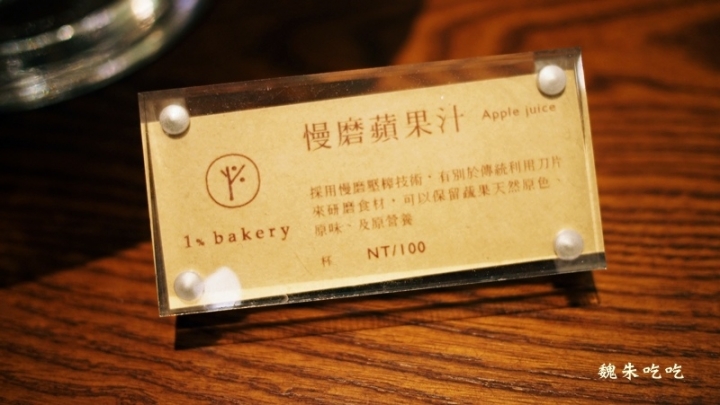 慢磨蘋果汁 Apple juice
採用慢磨壓榨技術，有別於傳統利用刀片
來研磨食材，可以保留蔬果天然原色、
原味、及原營養
1% bakery
杯 NT/100
魏朱吃吃